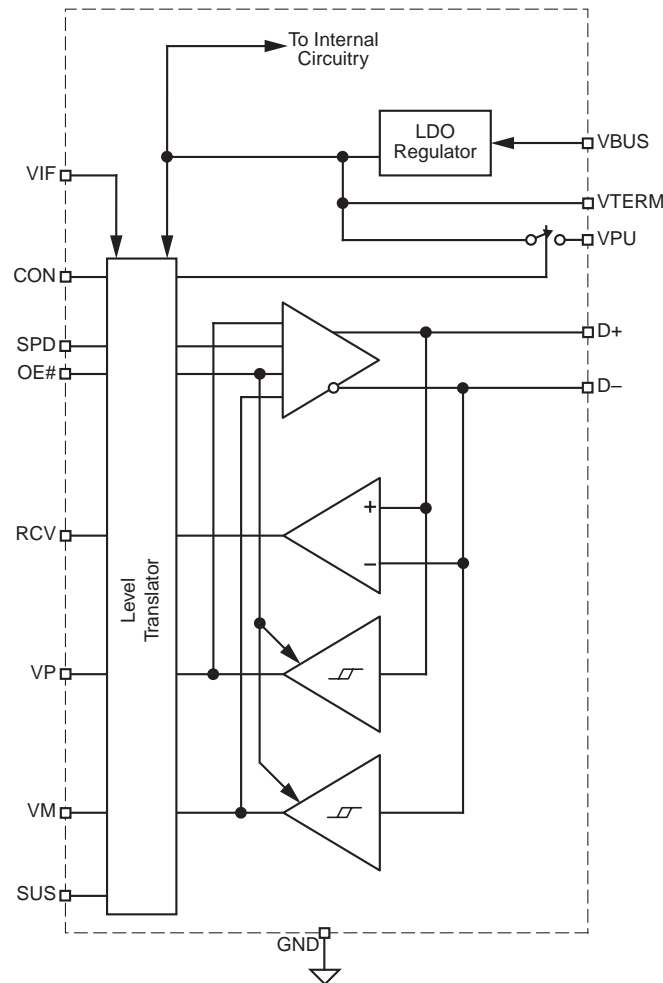 To Internal
Circuitry
LDO
Regulator
VBUS
VIF
VTERM
VPU
CON
D+
SPD
OE#
D–
+
RCV
–
Level
Translator
VP
VM
SUS
GND